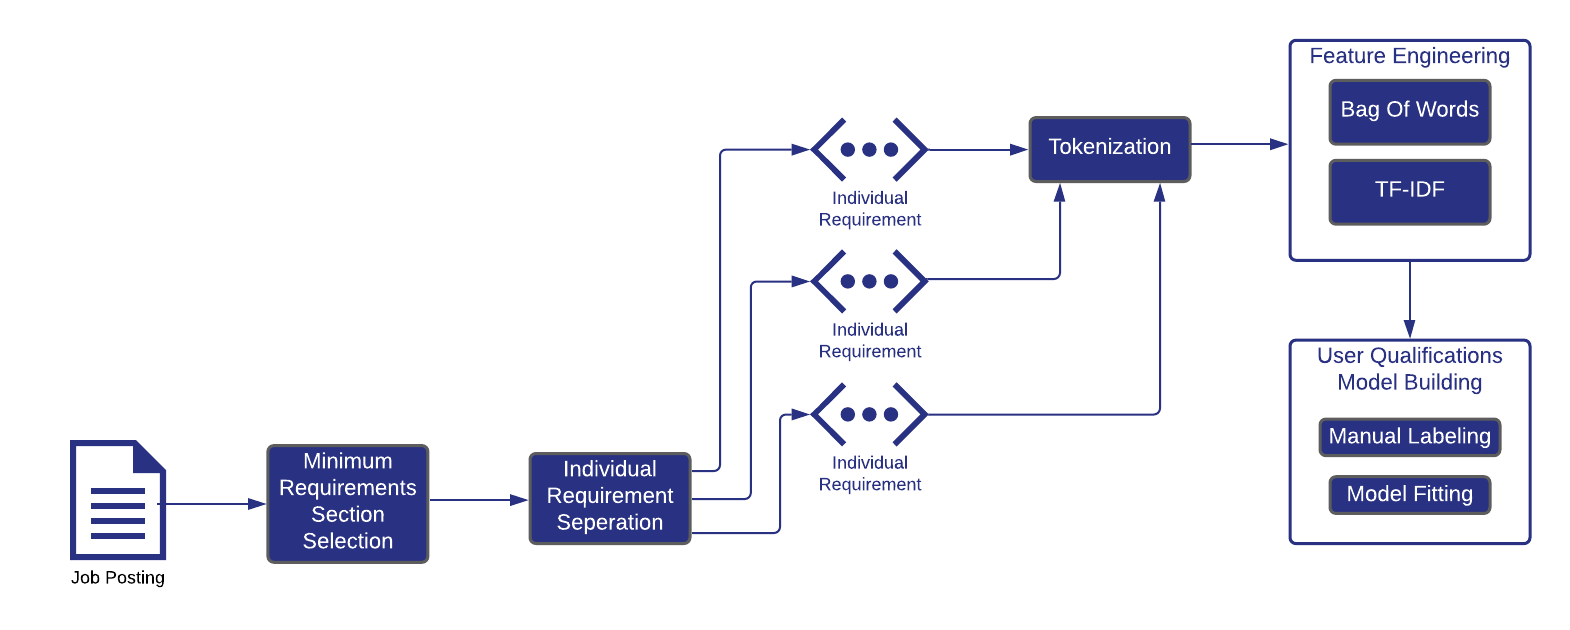 Job Posting
Minimum
Requirements
Section
Selection
Individual
Requirement
Seperation
Individual
Requirement
Individual
Requirement
Individual
Requirement
Tokenization
Feature Engineering
Bag Of Words
TF-IDF
User Qualifications
Model Building
Manual Labeling
Model Fitting